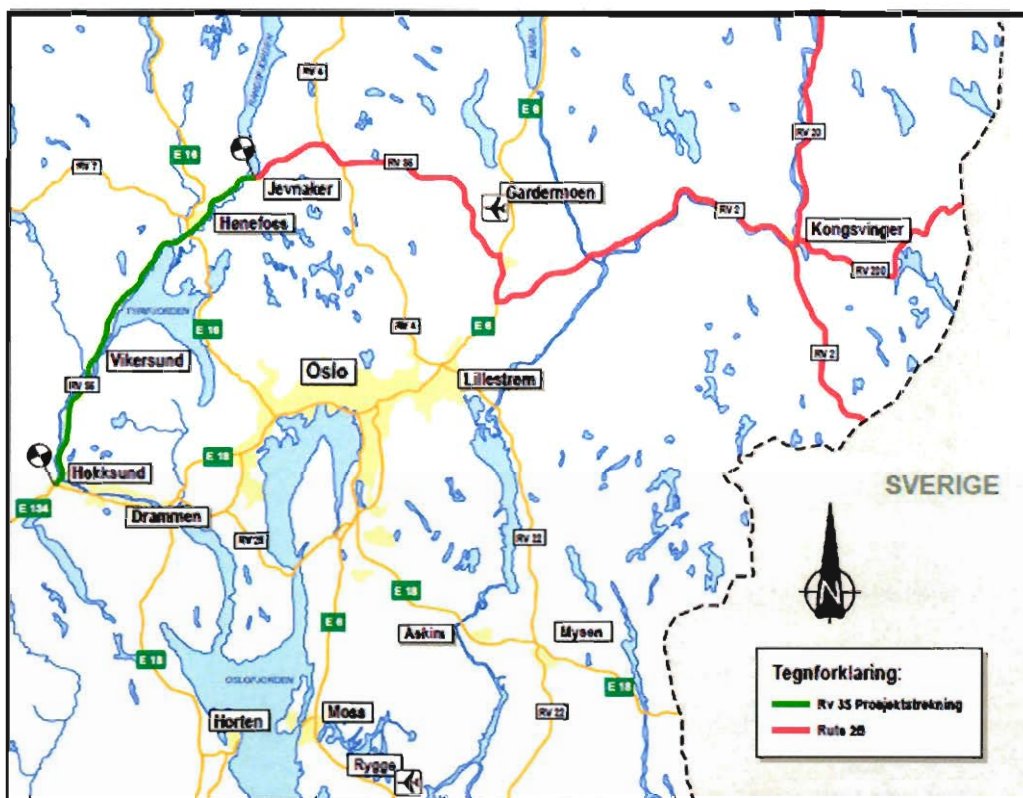 RV 4
E 6
RV 20
E 16
RV 7
RV 35
Jevnaker
Gardermoen
Hønefoss
RV 2
Kongsvinger
RV 200
TYRIFJORDEN
E 16
RV 4
E 6
Vikersund
Oslo
RV 35
Lillestrøm
RV 2
E 18
Hokksund
SVERIGE
E 134
Drammen
RV 22
E 18
N
E 6
Askim
Mysen
E 18
OSLOFJORDEN
E 18
Tegnforklaring:
Rv 35 Prosjektstrekning
Rute 2B
Horten
Moss
RV 22
Rygge